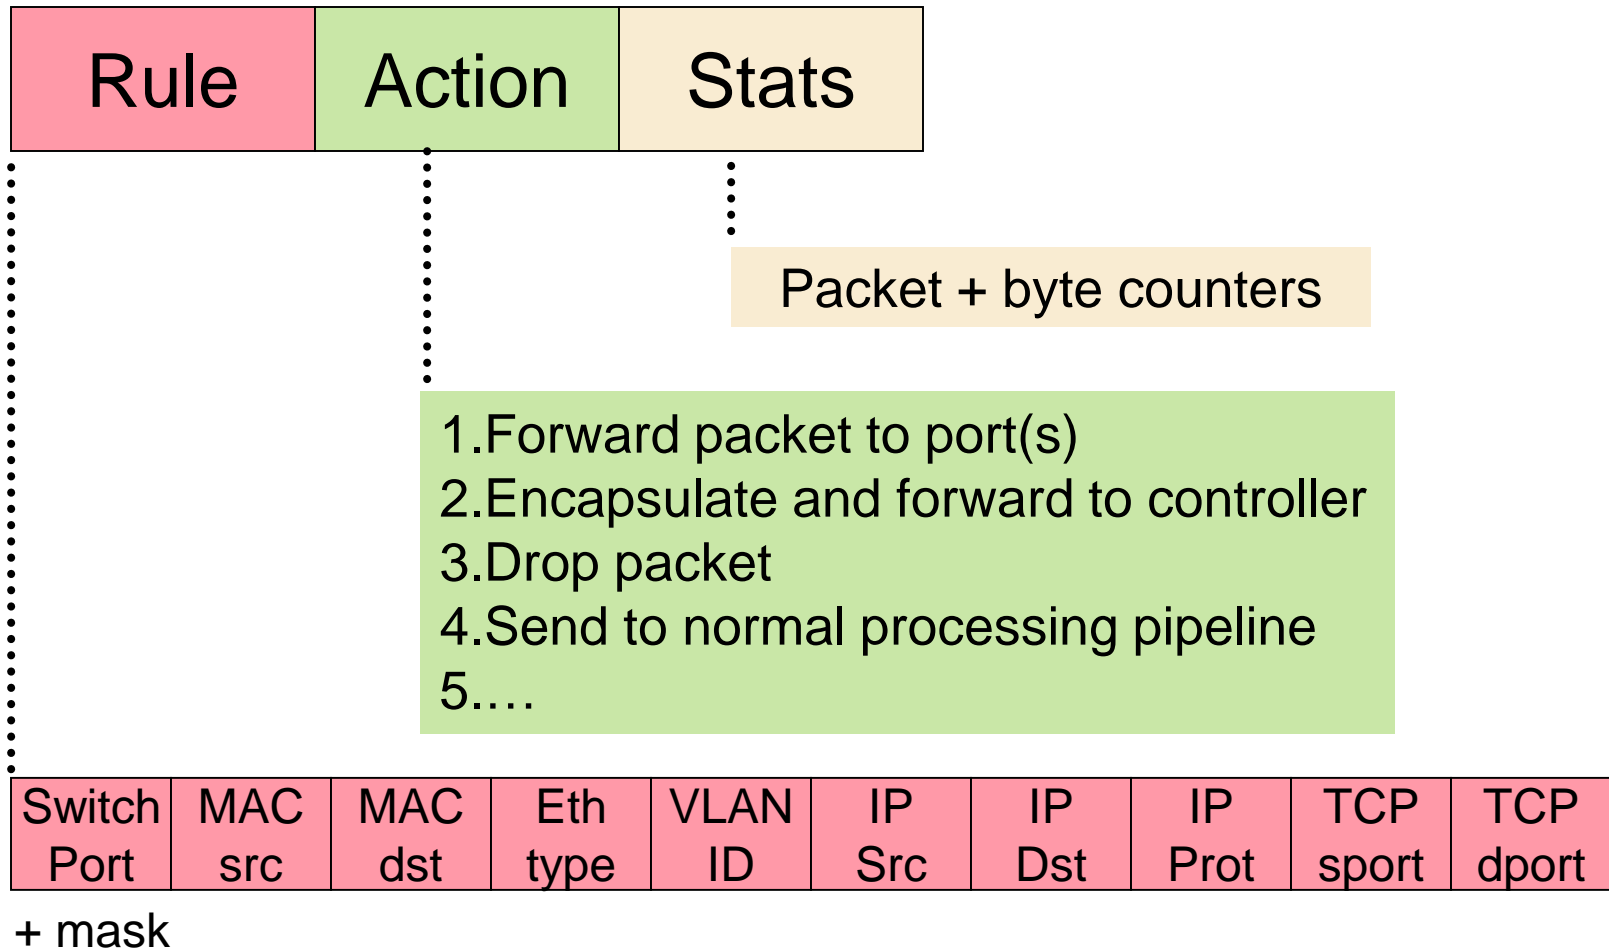 Rule Action Stats
Packet + byte counters
1.Forward packet to port(s)
2.Encapsulate and forward to controller
3.Drop packet
4.Send to normal processing pipeline
5.…
Switch MAC MAC Eth VLAN IP IP IP TCP TCP
Port src dst type ID Src Dst Prot sport dport
+ mask